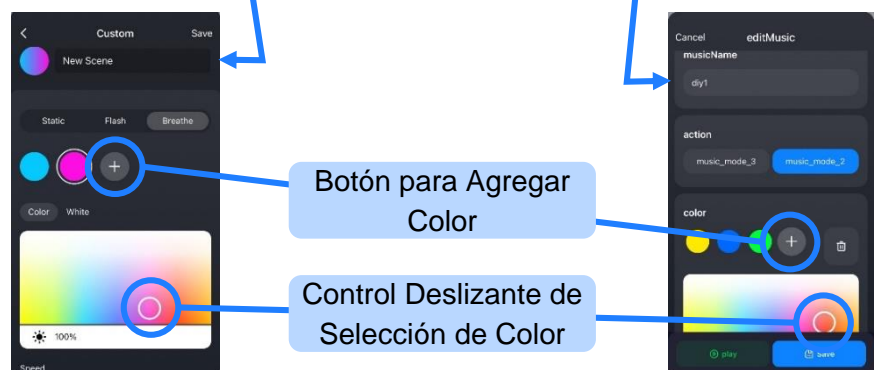 Custom
Save
New Scene
Static
Flash
Breathe
Color
White
100%
Speed
Botón para Agregar
Color
Control Deslizante de
Selección de Color
Cancel
editMusic
musicName
diy1
action
music_mode_3
music_mode_2
color
play
save